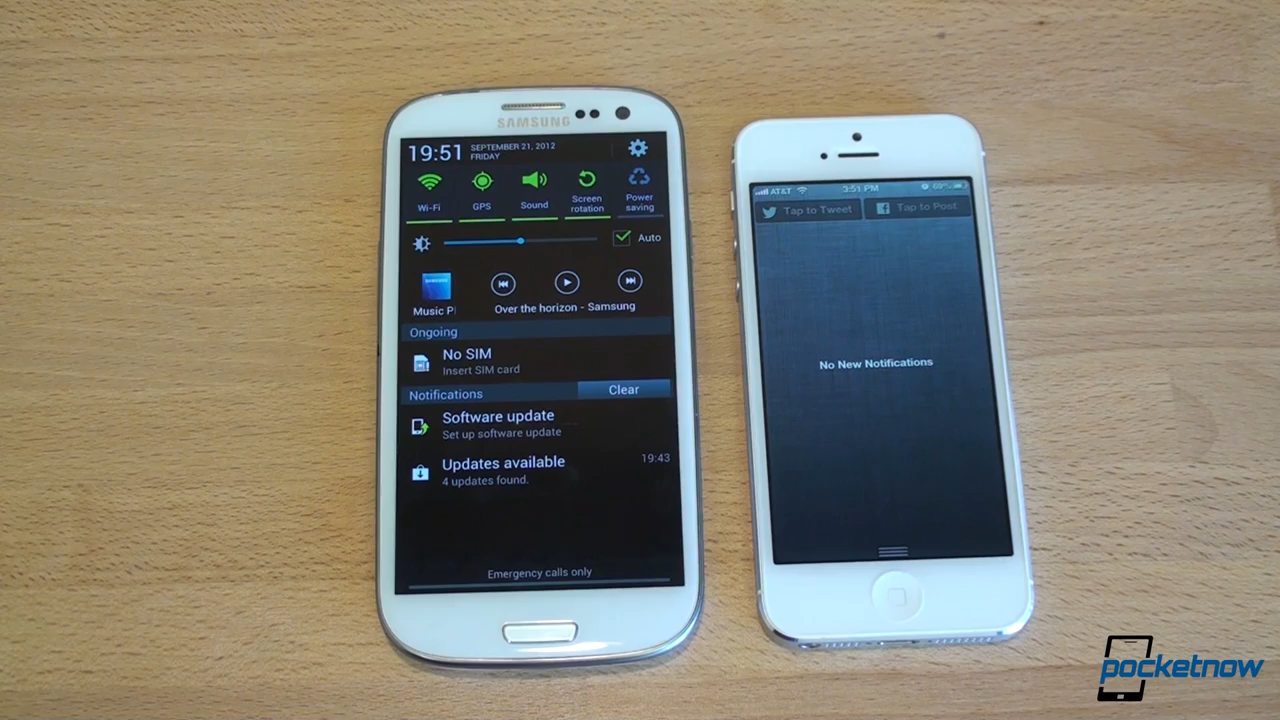 SAMSUNG
19:51
SEPTEMBER 21, 2012
FRIDAY
Wi-Fi
GPS
Sound
Screen
rotation
Power
saving
Auto
SAMSUNG
Music Pl
Over the horizon - Samsung
Ongoing
No SIM
Insert SIM card
Notifications
Clear
Software update
Set up software update
Updates available
19:43
4 updates found.
Emergency calls only
AT&T
3:51 PM
Tap to Tweet
Tap to Post
No New Notifications
pocketnow